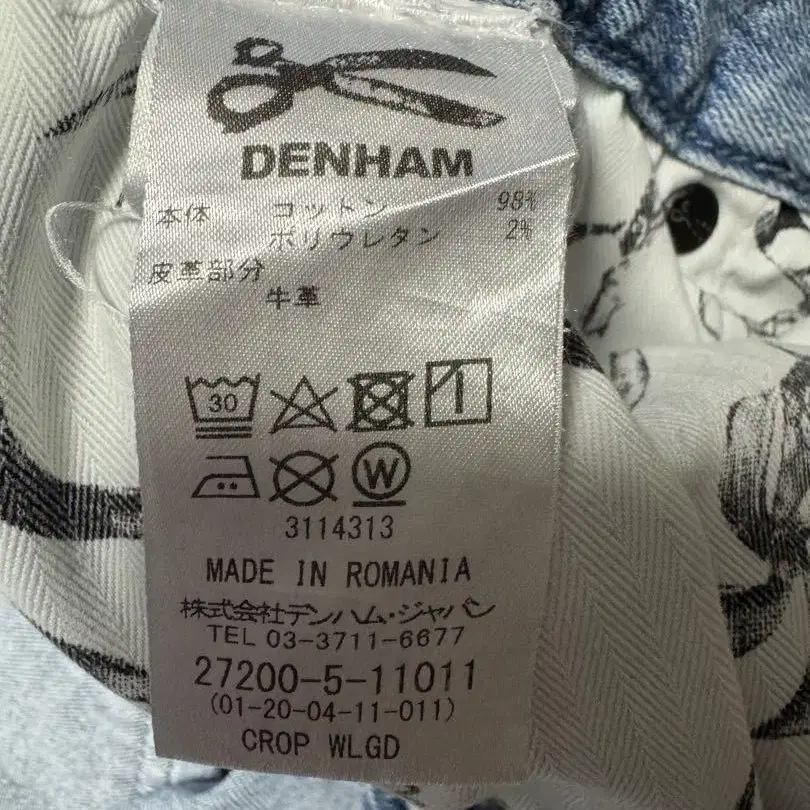 DENHAM
本体 コットン 98%
ポリウレタン 2%
皮革部分
牛革
30
W
3114313
MADE IN ROMANIA
株式会社デンハム・ジャパン
TEL 03-3711-6677
27200-5-11011
(01-20-04-11-011)
CROP WLGD